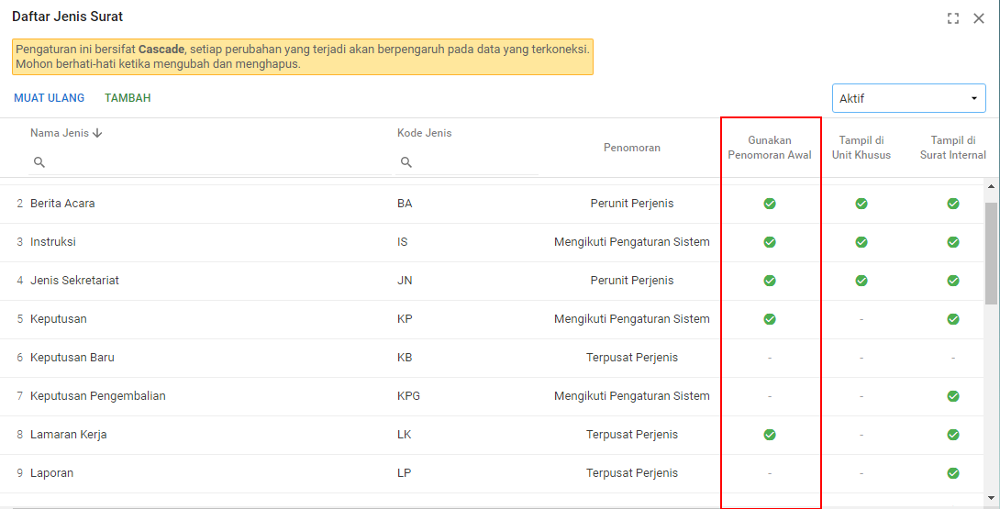 Daftar Jenis Surat
Pengaturan ini bersifat Cascade, setiap perubahan yang terjadi akan berpengaruh pada data yang terkoneksi.
Mohon berhati-hati ketika mengubah dan menghapus.
MUAT ULANG TAMBAH Aktif
Nama Jenis Kode Jenis Penomoran Gunakan Penomoran Awal Tampil di Unit Khusus Tampil di Surat Internal
2 Berita Acara BA Perunit Perjenis
3 Instruksi IS Mengikuti Pengaturan Sistem
4 Jenis Sekretariat JN Perunit Perjenis
5 Keputusan KP Mengikuti Pengaturan Sistem -
6 Keputusan Baru KB Terpusat Perjenis - - -
7 Keputusan Pengembalian KPG Mengikuti Pengaturan Sistem - -
8 Lamaran Kerja LK Terpusat Perjenis -
9 Laporan LP Terpusat Perjenis - -